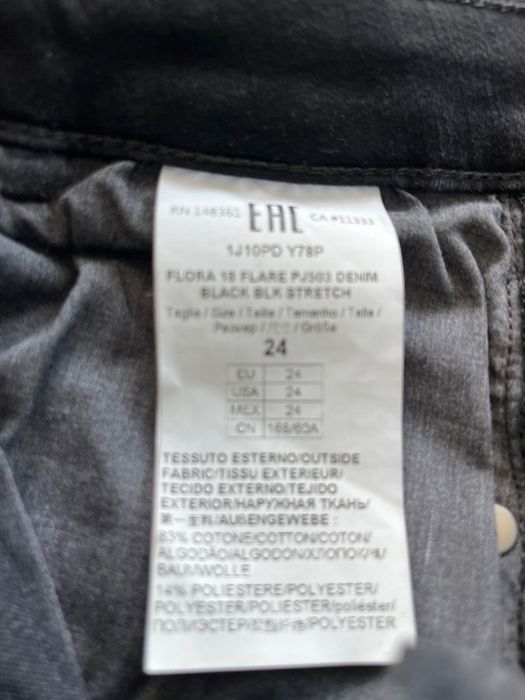 RN 148361 EAC CA #11333
1J10PD Y78P
FLORA 18 FLARE PJ503 DENIM
BLACK BLK STRETCH
Taglia / Size / Taille / Tamanho / Talla /
Размер / 尺寸 / Größe
24
EU 24
USA 24
MEX 24
CN 165/60A
TESSUTO ESTERNO/OUTSIDE
FABRIC/TISSU EXTERIEUR/
TECIDO EXTERNO/TEJIDO
EXTERIOR/НАРУЖНАЯ ТКАНЬ/
第一面料/AUßENGEWEBE :
83% COTONE/COTTON/COTON/
ALGODÃO/ALGODON/ХЛОПОК/棉/
BAUMWOLLE
14% POLIESTERE/POLYESTER/
POLYESTER/POLIÉSTER/poliéster/
ПОЛИЭСТЕР/聚酯纤维/POLYESTER